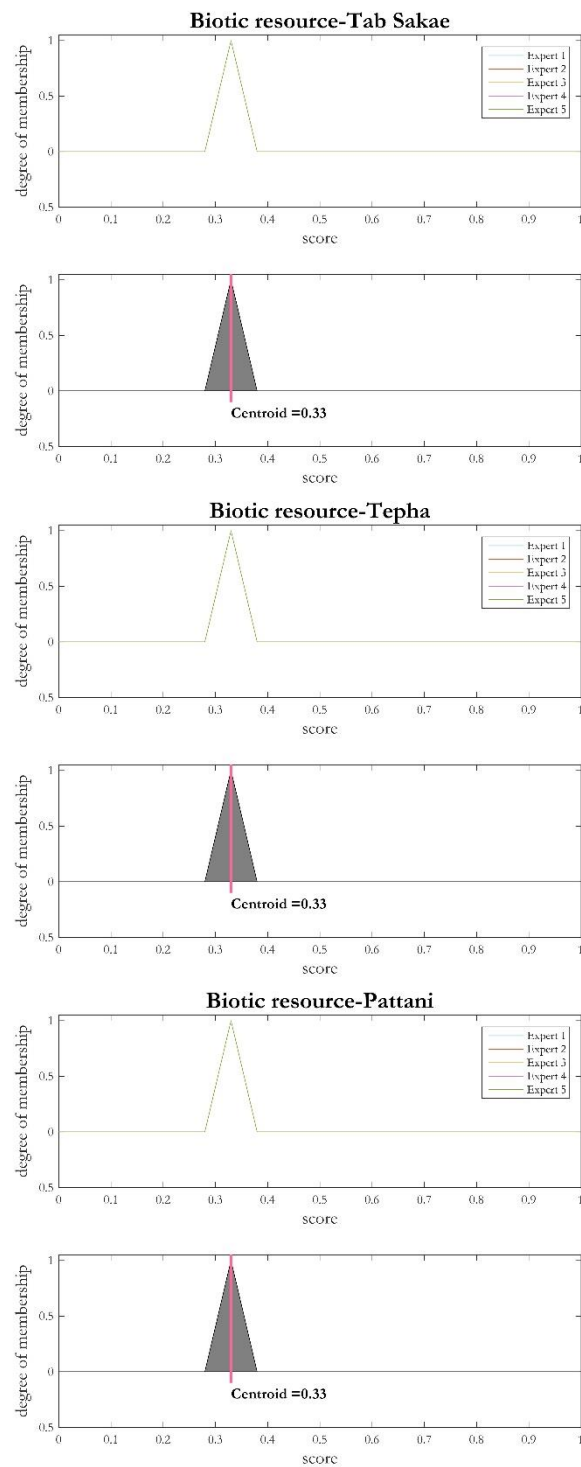 Biotic resource-Tab Sakae
1
0.5
0
0.5
degree of membership
Expert 1
Expert 2
Expert 3
Expert 4
Expert 5
0 0.1 0.2 0.3 0.4 0.5 0.6 0.7 0.8 0.9 1
score
1
0.5
0
0.5
degree of membership
Centroid =0.33
0 0.1 0.2 0.3 0.4 0.5 0.6 0.7 0.8 0.9 1
score
Biotic resource-Tepha
1
0.5
0
0.5
degree of membership
Expert 1
Expert 2
Expert 3
Expert 4
Expert 5
0 0.1 0.2 0.3 0.4 0.5 0.6 0.7 0.8 0.9 1
score
1
0.5
0
0.5
degree of membership
Centroid =0.33
0 0.1 0.2 0.3 0.4 0.5 0.6 0.7 0.8 0.9 1
score
Biotic resource-Pattani
1
0.5
0
0.5
degree of membership
Expert 1
Expert 2
Expert 3
Expert 4
Expert 5
0 0.1 0.2 0.3 0.4 0.5 0.6 0.7 0.8 0.9 1
score
1
0.5
0
0.5
degree of membership
Centroid =0.33
0 0.1 0.2 0.3 0.4 0.5 0.6 0.7 0.8 0.9 1
score